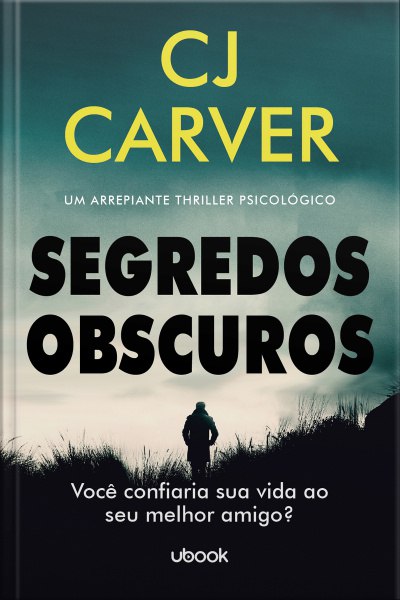 CJ
CARVER
UM ARREPIANTE THRILLER PSICOLÓGICO
SEGREDOS
OBSCUROS
Você confiaria sua vida ao
seu melhor amigo?
ubook